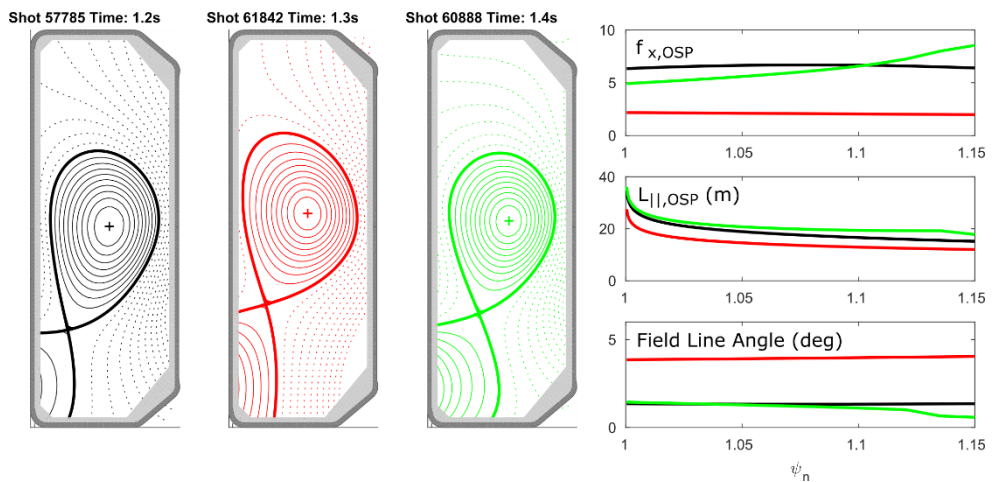 Shot 57785 Time: 1.2s
Shot 61842 Time: 1.3s
Shot 60888 Time: 1.4s
10
f x,OSP
5
0
1
1.05
1.1
1.15
40
L||,OSP (m)
20
0
1
1.05
1.1
1.15
Field Line Angle (deg)
5
0
1
1.05
1.1
1.15
ψn